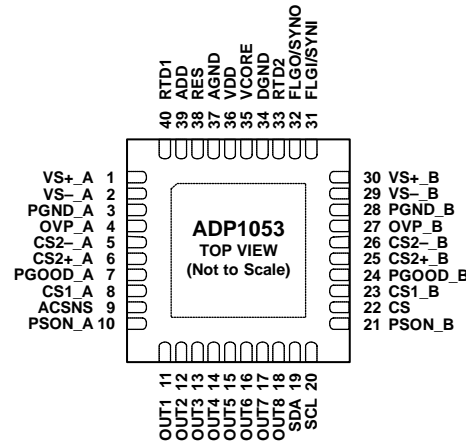 40 RTD1
39 ADD
38 RES
37 AGND
36 VDD
35 VCORE
34 DGND
33 RTD2
32 FLGO/SYNO
31 FLGI/SYNI
VS+_A 1
VS–_A 2
PGND_A 3
OVP_A 4
CS2–_A 5
CS2+_A 6
PGOOD_A 7
CS1_A 8
ACSNS 9
PSON_A 10
ADP1053
TOP VIEW
(Not to Scale)
30 VS+_B
29 VS–_B
28 PGND_B
27 OVP_B
26 CS2–_B
25 CS2+_B
24 PGOOD_B
23 CS1_B
22 CS
21 PSON_B
OUT1 11
OUT2 12
OUT3 13
OUT4 14
OUT5 15
OUT6 16
OUT7 17
OUT8 18
SDA 19
SCL 20